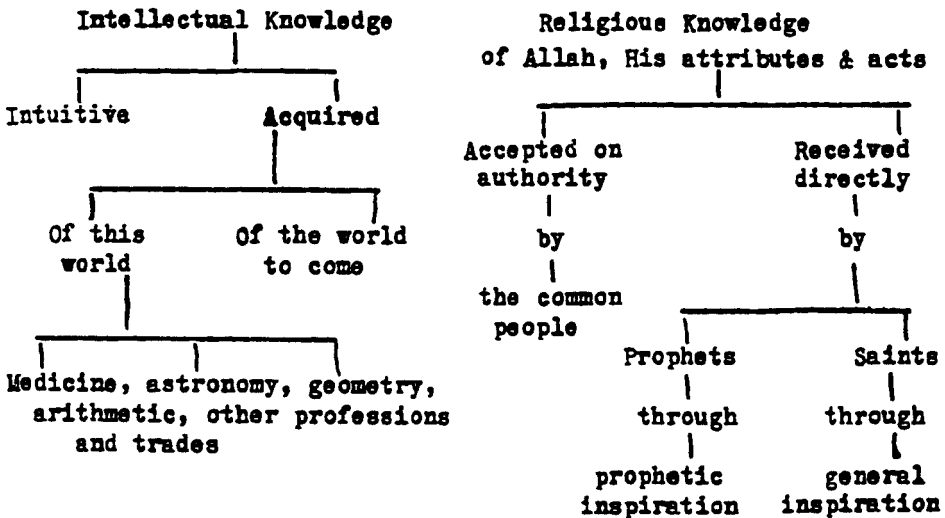 Intellectual Knowledge
Intuitive
Acquired
Of this
world
Of the world
to come
Medicine, astronomy, geometry,
arithmetic, other professions
and trades
Religious Knowledge
of Allah, His attributes & acts
Accepted on
authority
by
the common
people
Received
directly
by
Prophets
through
prophetic
inspiration
Saints
through
general
inspiration